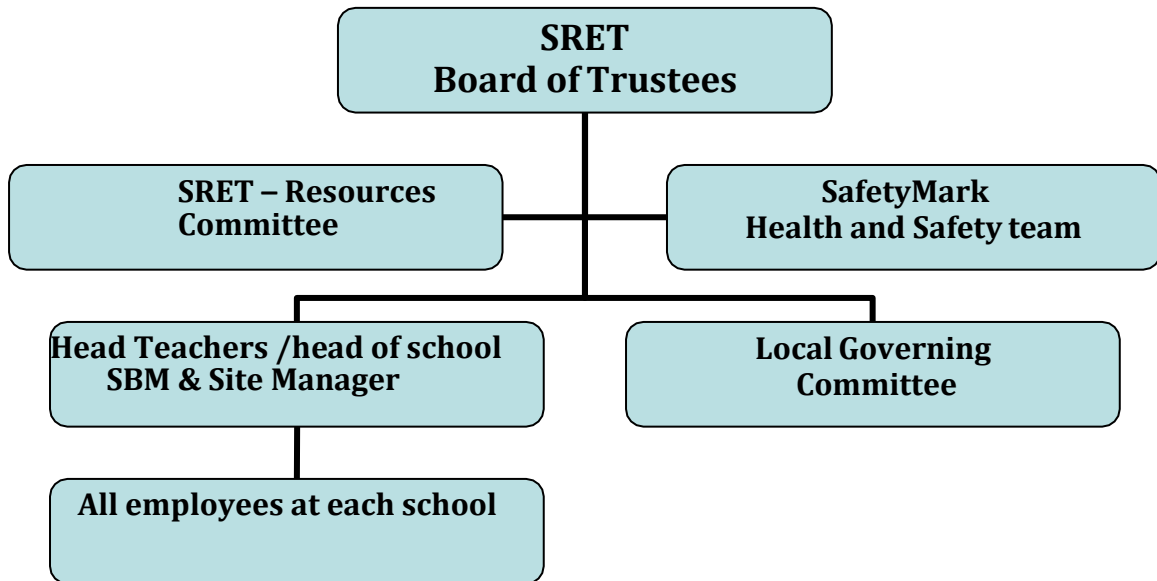 SRET
Board of Trustees
SRET – Resources
Committee
SafetyMark
Health and Safety team
Head Teachers /head of school
SBM & Site Manager
Local Governing
Committee
All employees at each school